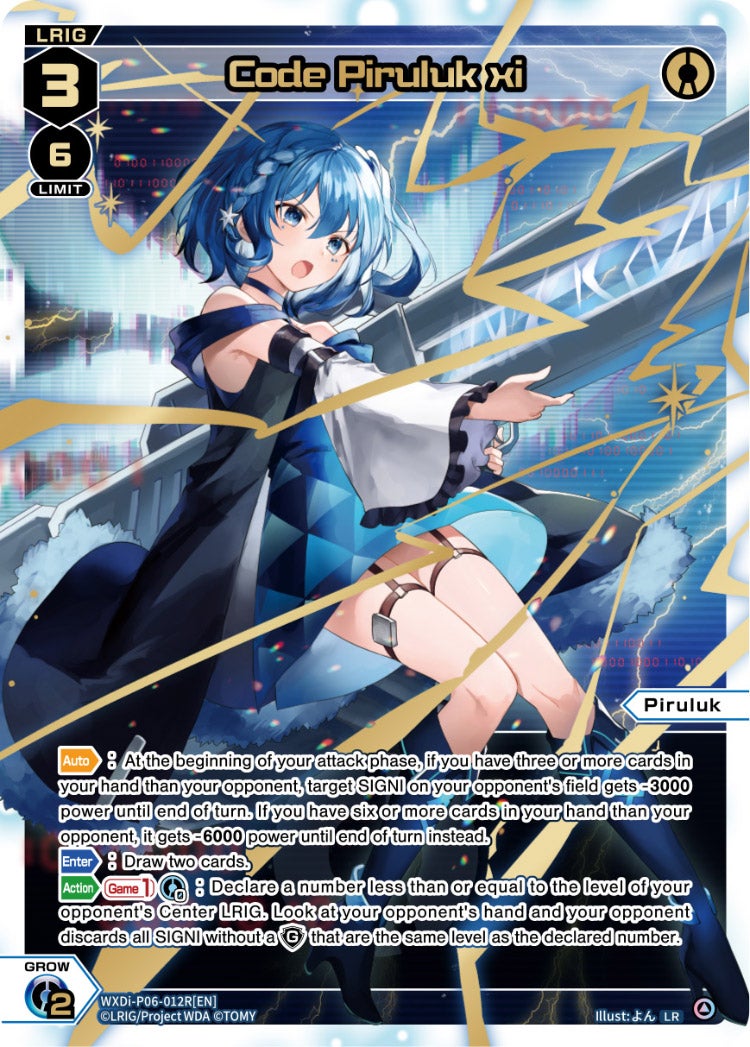 LRIG
3
Code Piruluk xi
6
LIMIT
Piruluk
Auto : At the beginning of your attack phase, if you have three or more cards in
your hand than your opponent, target SIGNI on your opponent's field gets -3000
power until end of turn. If you have six or more cards in your hand than your
opponent, it gets -6000 power until end of turn instead.
Enter : Draw two cards.
Action Game 1 0 : Declare a number less than or equal to the level of your
opponent's Center LRIG. Look at your opponent's hand and your opponent
discards all SIGNI without a G that are the same level as the declared number.
GROW
2
WXDi-P06-012R[EN]
©LRIG/Project WDA ©TOMY
Illust:よん LR